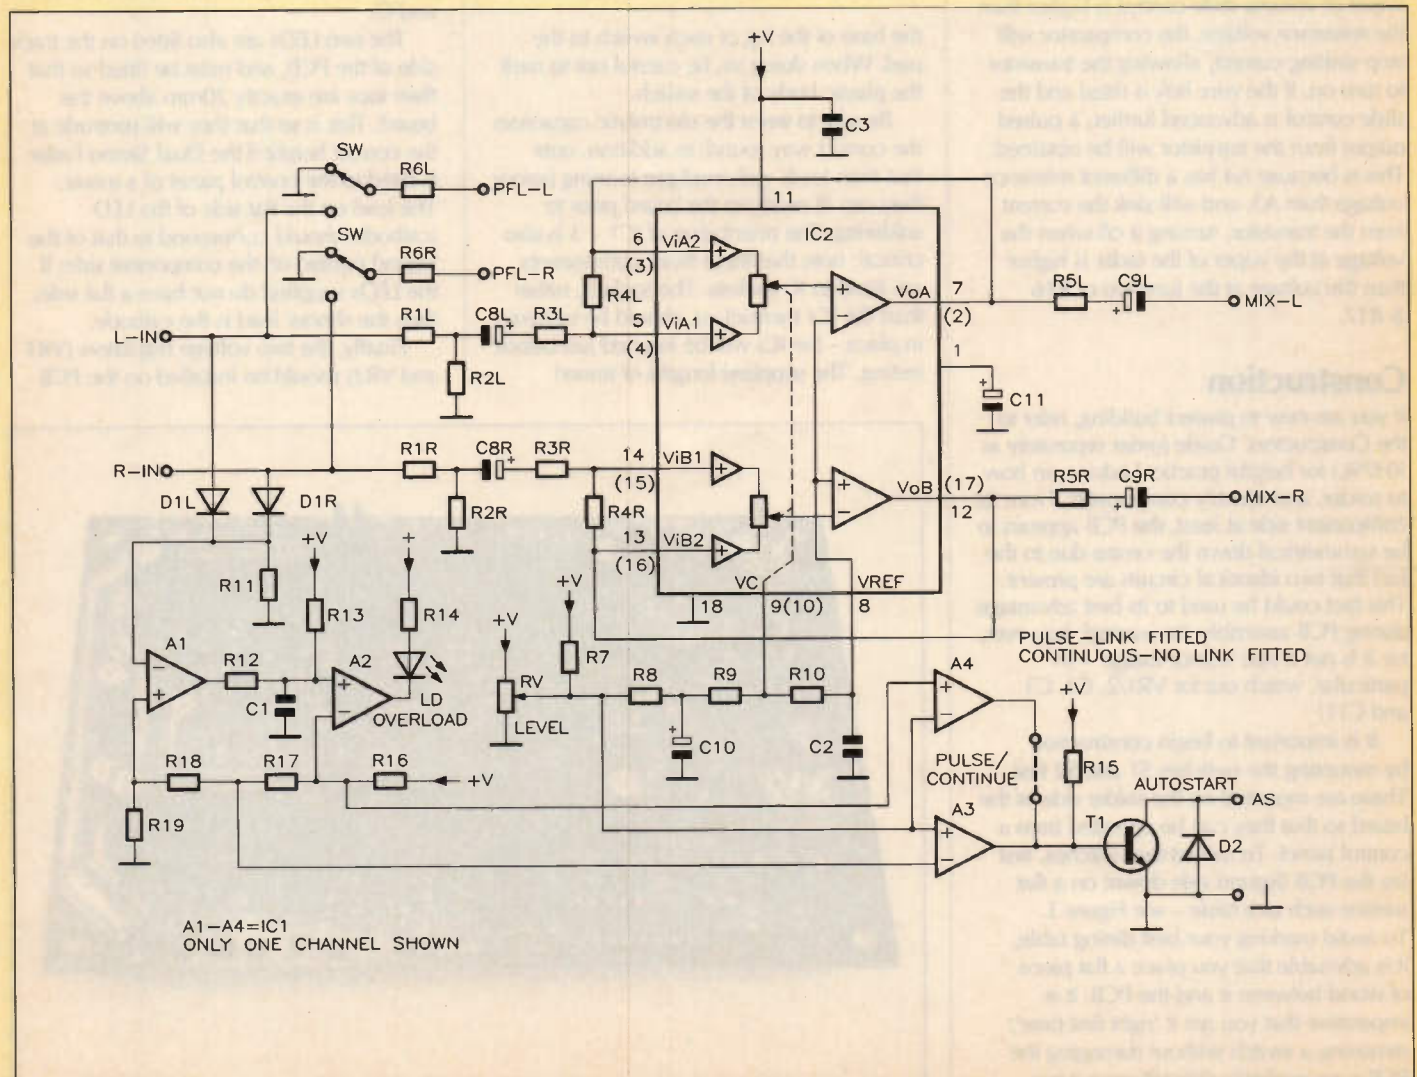 +V
C3
SW
R6L
PFL-L
SW
R6R
PFL-R
11
IC2
6
(3)
ViA2
R4L
5
(4)
ViA1
VoA
7
(2)
R5L
C9L
+
MIX-L
1
L-IN
R1L
C8L
+
R3L
R2L
+
C11
R-IN
R1R
C8R
+
R3R
14
(15)
ViB1
R2R
R4R
13
(16)
ViB2
VoB
(17)
12
R5R
C9R
+
MIX-R
D1L
D1R
+V
+
R11
R13
R14
VC
VREF
18
9(10)
8
+V
+V
R7
A1
R12
C1
A2
LD
OVERLOAD
RV
LEVEL
R8
R9
R10
+
C10
C2
A4
PULSE-LINK FITTED
CONTINUOUS-NO LINK FITTED
+V
R18
R17
R16
+V
R19
PULSE/
CONTINUE
R15
A3
AUTOSTART
AS
T1
D2
A1-A4=IC1
ONLY ONE CHANNEL SHOWN